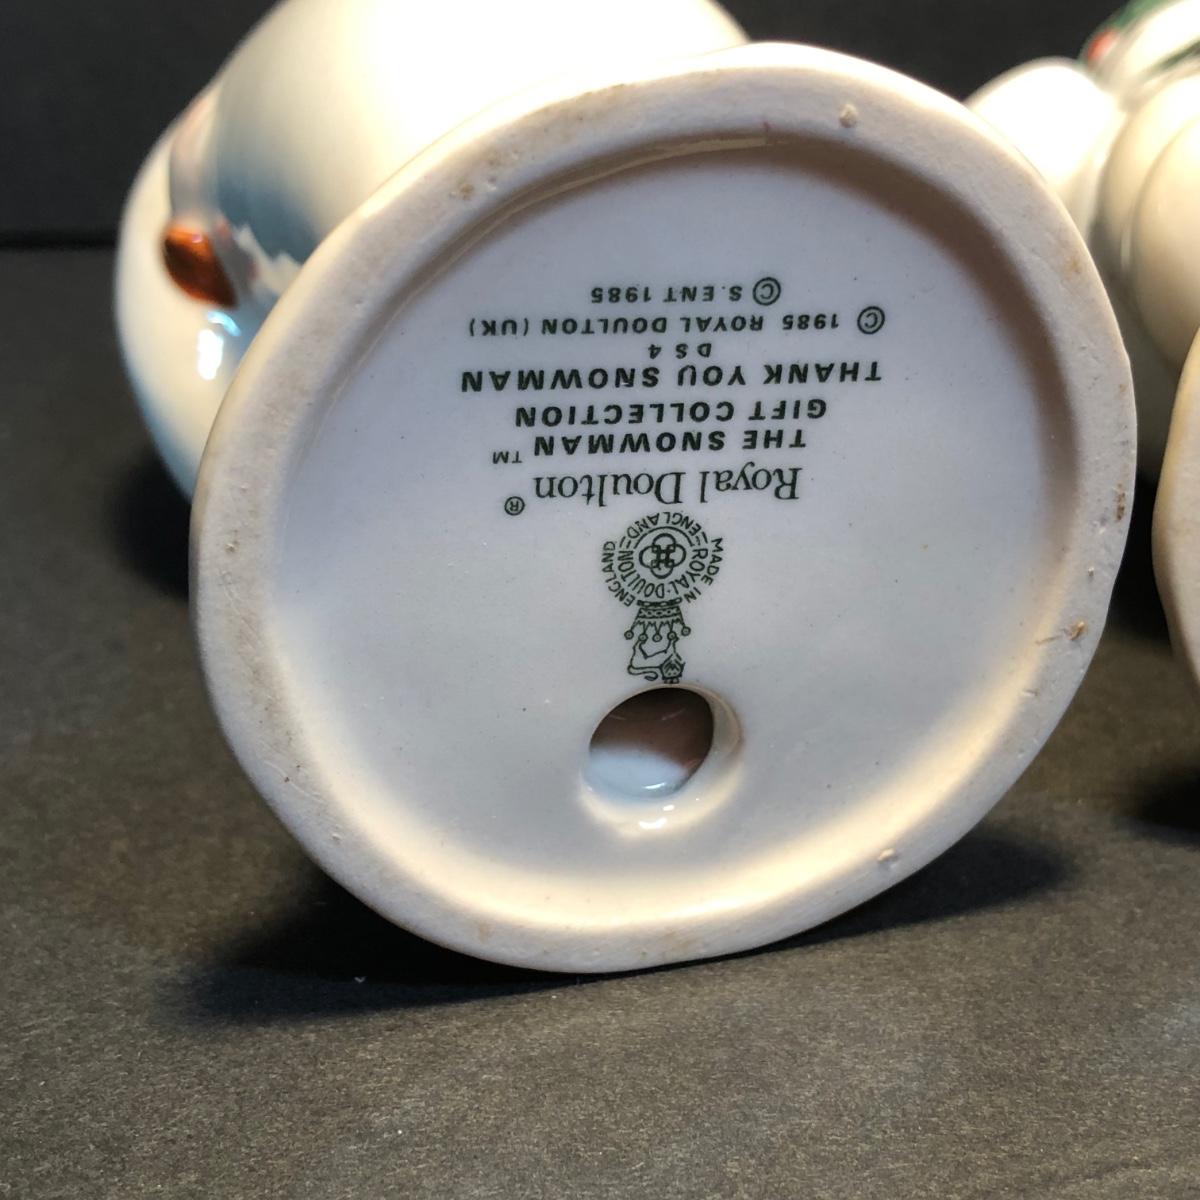 MADE IN ENGLAND
ROYAL·DOULTON
ENGLAND
Royal Doulton ®
THE SNOWMAN ™
GIFT COLLECTION
THANK YOU SNOWMAN
DS 4
© 1985 ROYAL DOULTON (UK)
© S.ENT 1985